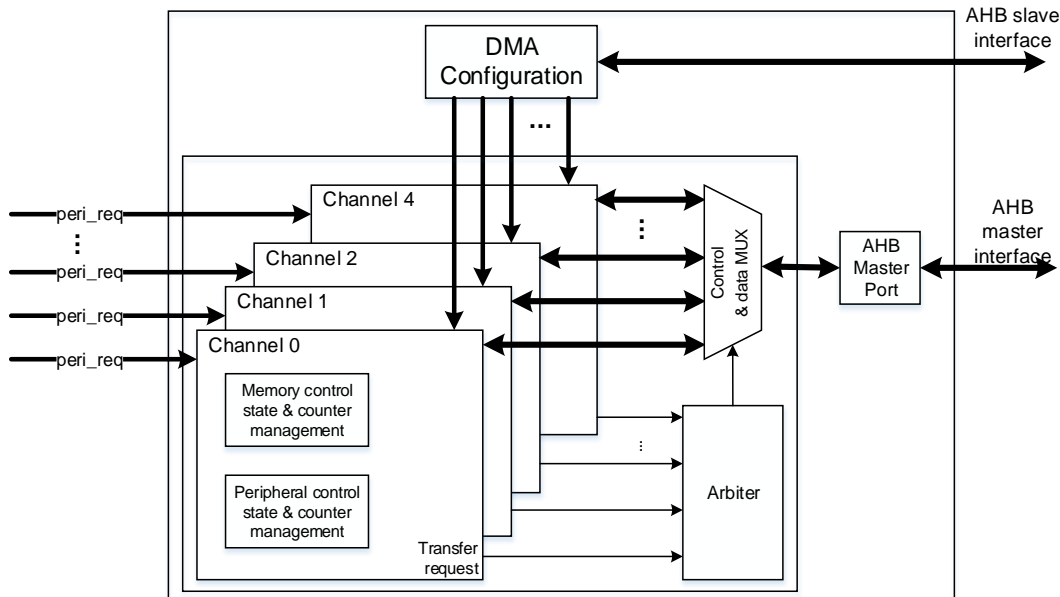 AHB slave
interface
DMA
Configuration
...
Channel 4
peri_req
...
...
AHB
master
interface
Channel 2
peri_req
Control
& data MUX
AHB
Master
Port
Channel 1
peri_req
Channel 0
peri_req
Memory control
state & counter
management
...
Peripheral control
state & counter
management
Arbiter
Transfer
request